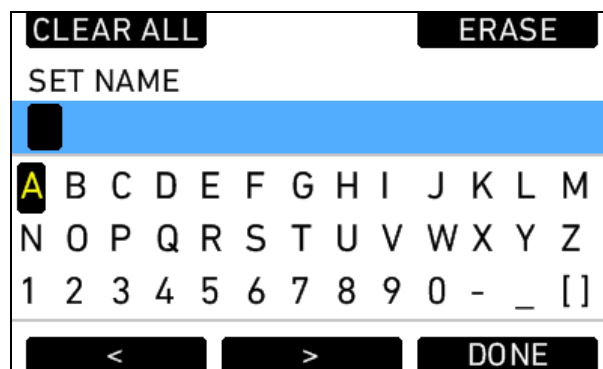 CLEAR ALL ERASE
SET NAME
A B C D E F G H I J K L M
N O P Q R S T U V W X Y Z
1 2 3 4 5 6 7 8 9 0 - _ [ ]
< > DONE